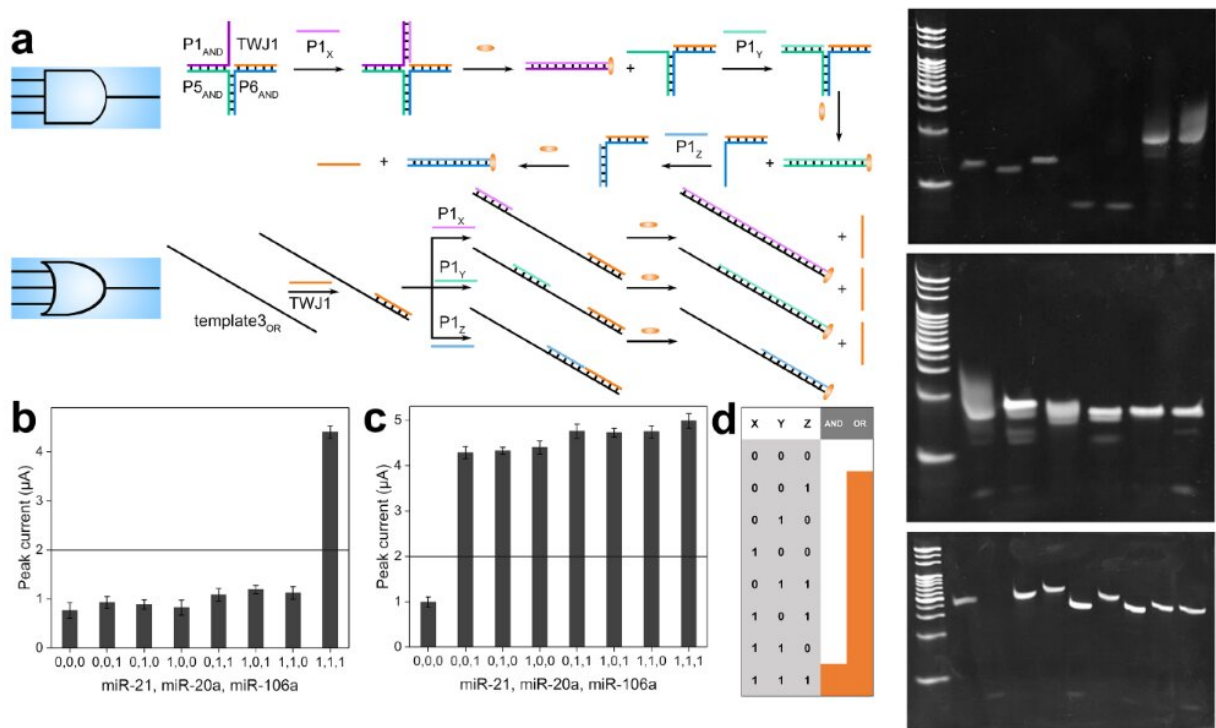 a
P1AND TWJ1
P1X
P1Y
P5AND P6AND
P1Z
P1X
P1Y
P1Z
TWJ1
template3OR
+
+
+
+
+
+
b
Peak current (µA)
4
3
2
1
0
0,0,0 0,0,1 0,1,0 1,0,0 0,1,1 1,0,1 1,1,0 1,1,1
miR-21, miR-20a, miR-106a
c
Peak current (µA)
5
4
3
2
1
0
0,0,0 0,0,1 0,1,0 1,0,0 0,1,1 1,0,1 1,1,0 1,1,1
miR-21, miR-20a, miR-106a
d
X Y Z AND OR
0 0 0
0 0 1
0 1 0
1 0 0
0 1 1
1 0 1
1 1 0
1 1 1